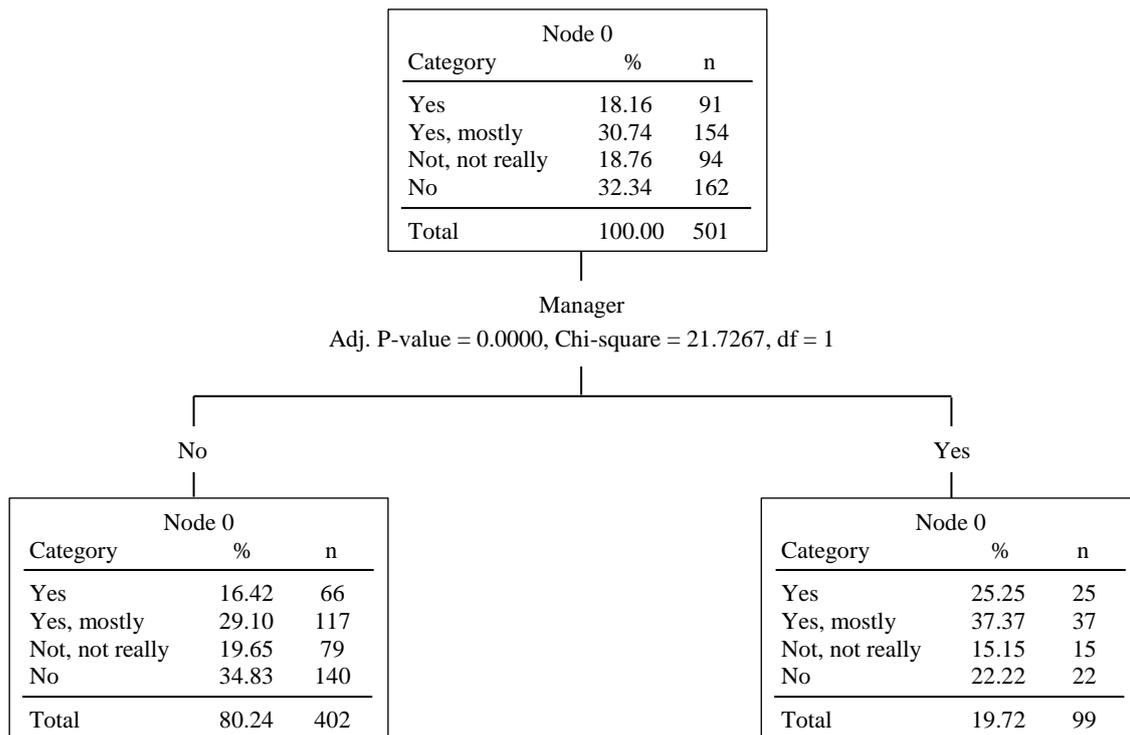 Node 0
Category % n
Yes 18.16 91
Yes, mostly 30.74 154
Not, not really 18.76 94
No 32.34 162
Total 100.00 501
Manager
Adj. P-value = 0.0000, Chi-square = 21.7267, df = 1
No
Yes
Node 0
Category % n
Yes 16.42 66
Yes, mostly 29.10 117
Not, not really 19.65 79
No 34.83 140
Total 80.24 402
Node 0
Category % n
Yes 25.25 25
Yes, mostly 37.37 37
Not, not really 15.15 15
No 22.22 22
Total 19.72 99